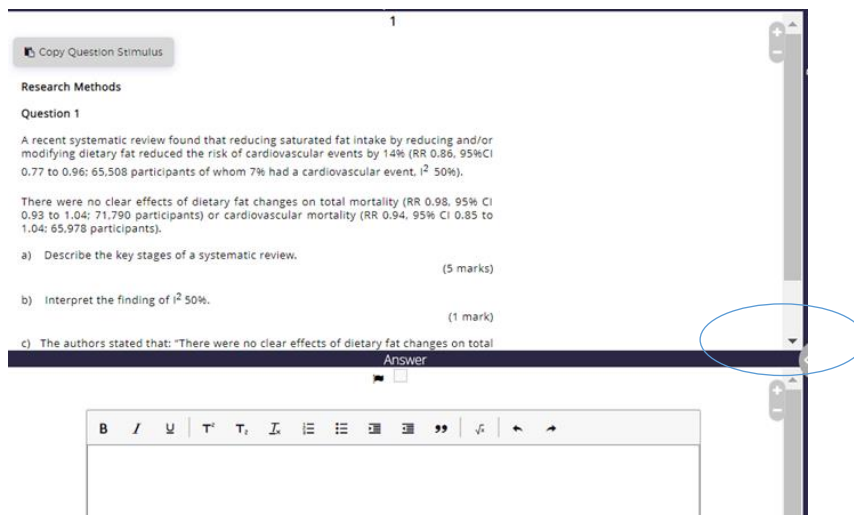 1
Copy Question Stimulus
Research Methods
Question 1
A recent systematic review found that reducing saturated fat intake by reducing and/or
modifying dietary fat reduced the risk of cardiovascular events by 14% (RR 0.86, 95%CI
0.77 to 0.96; 65,508 participants of whom 7% had a cardiovascular event, I² 50%).
There were no clear effects of dietary fat changes on total mortality (RR 0.98, 95% CI
0.93 to 1.04; 71,790 participants) or cardiovascular mortality (RR 0.94, 95% CI 0.85 to
1.04; 65,978 participants).
a) Describe the key stages of a systematic review.
(5 marks)
b) Interpret the finding of I² 50%.
(1 mark)
c) The authors stated that: "There were no clear effects of dietary fat changes on total
Answer
B I U T² T₂ Iₓ